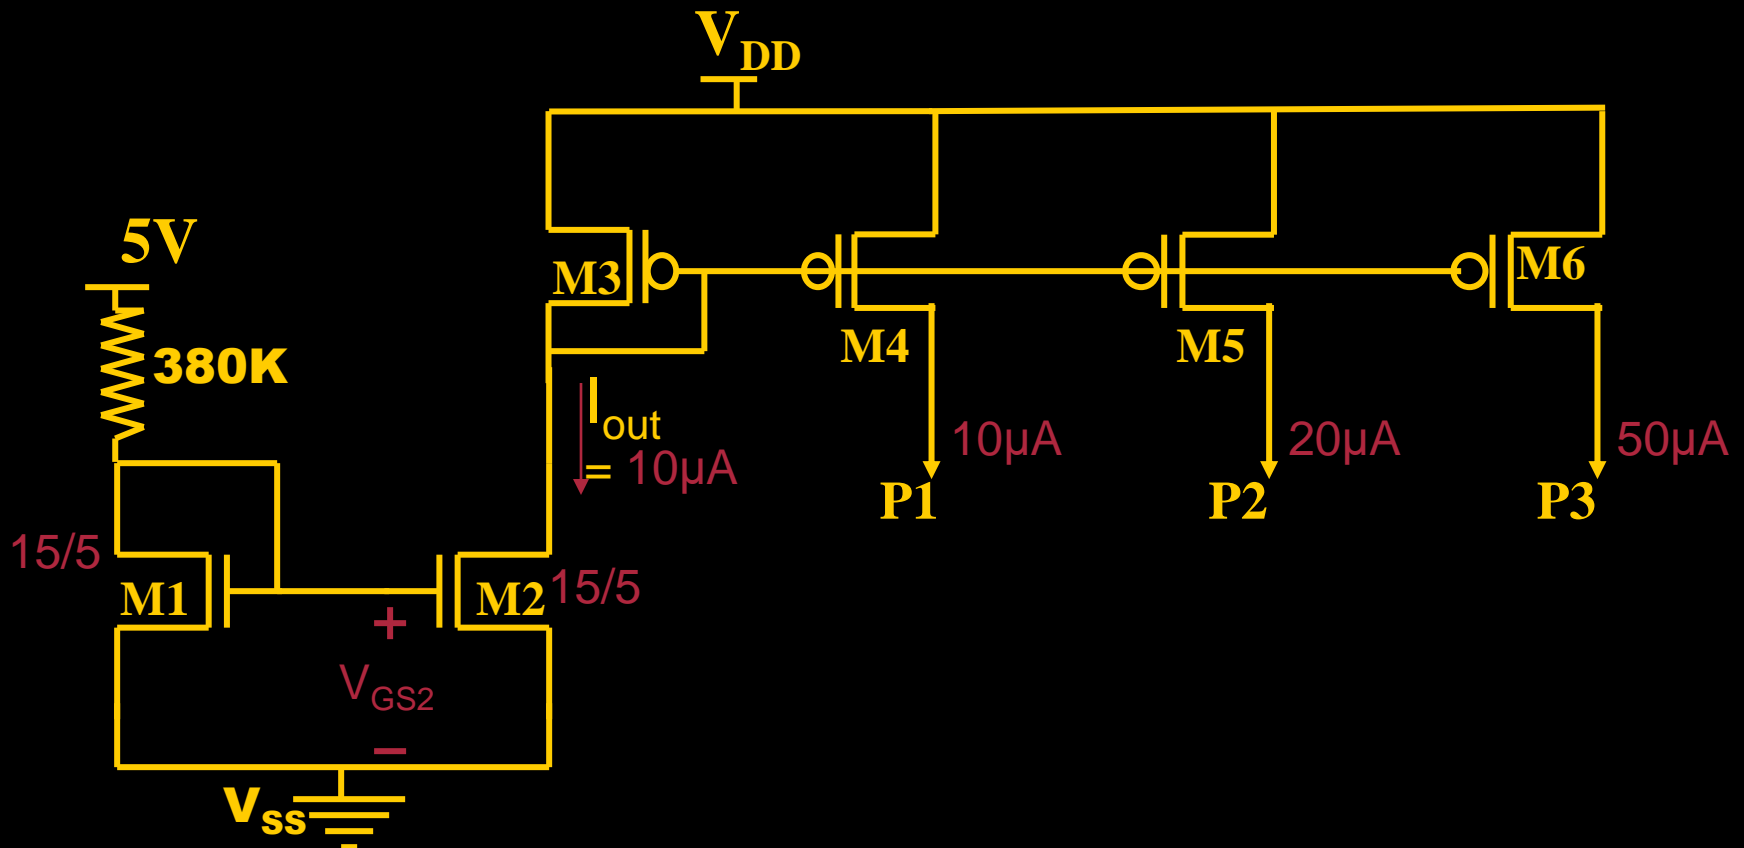 VDD
5V
M3
M6
M4
M5
380K
Iout
= 10µA
10µA
20µA
50µA
P1
P2
P3
15/5
M1
M2
15/5
+
VGS2
−
VSS